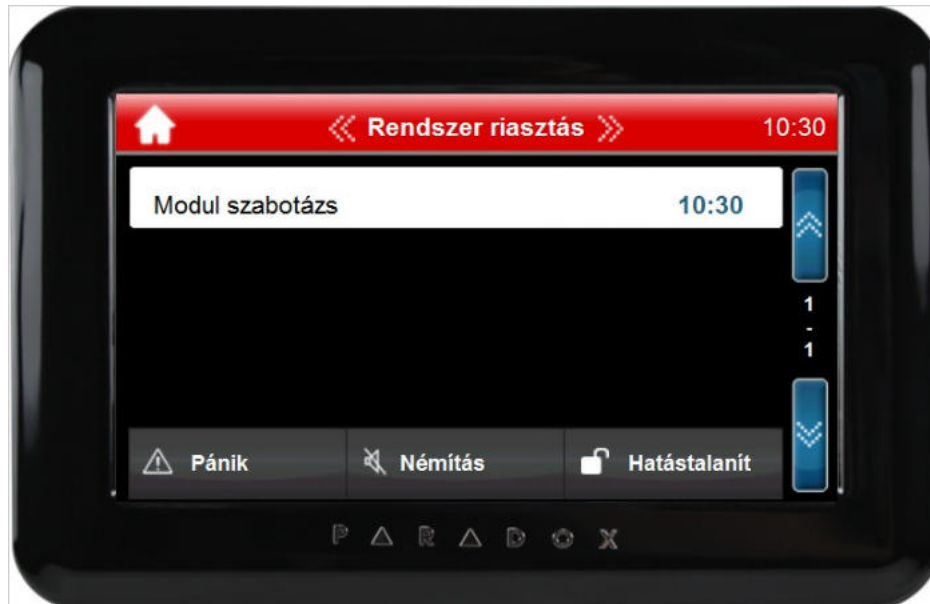 Rendszer riasztás 10:30
Modul szabotázs 10:30
1
-
1
Pánik Némítás Hatástalanít
PARADOX